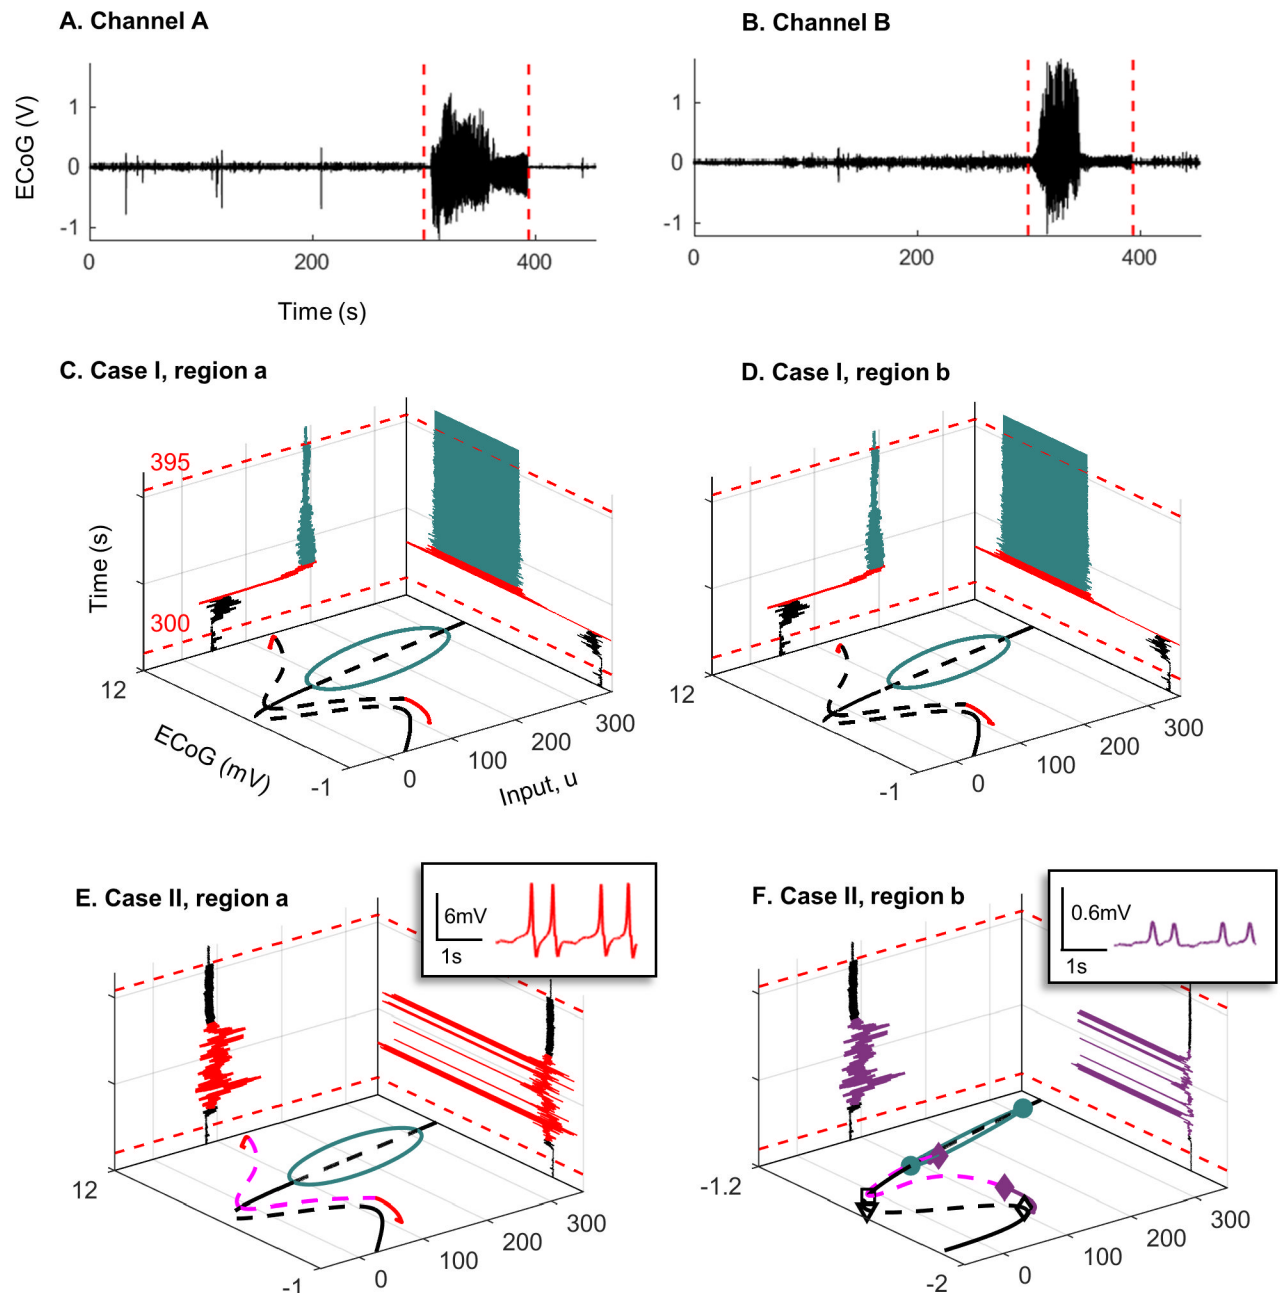 A. Channel A
B. Channel B
ECoG (V)
1
0
-1
0
200
400
Time (s)
1
0
-1
0
200
400
C. Case I, region a
D. Case I, region b
395
300
Time (s)
12
ECoG (mV)
-1
0
100
200
300
Input, u
12
-1
0
100
200
300
E. Case II, region a
6mV
1s
12
-1
0
100
200
300
F. Case II, region b
0.6mV
1s
-1.2
-2
0
100
200
300